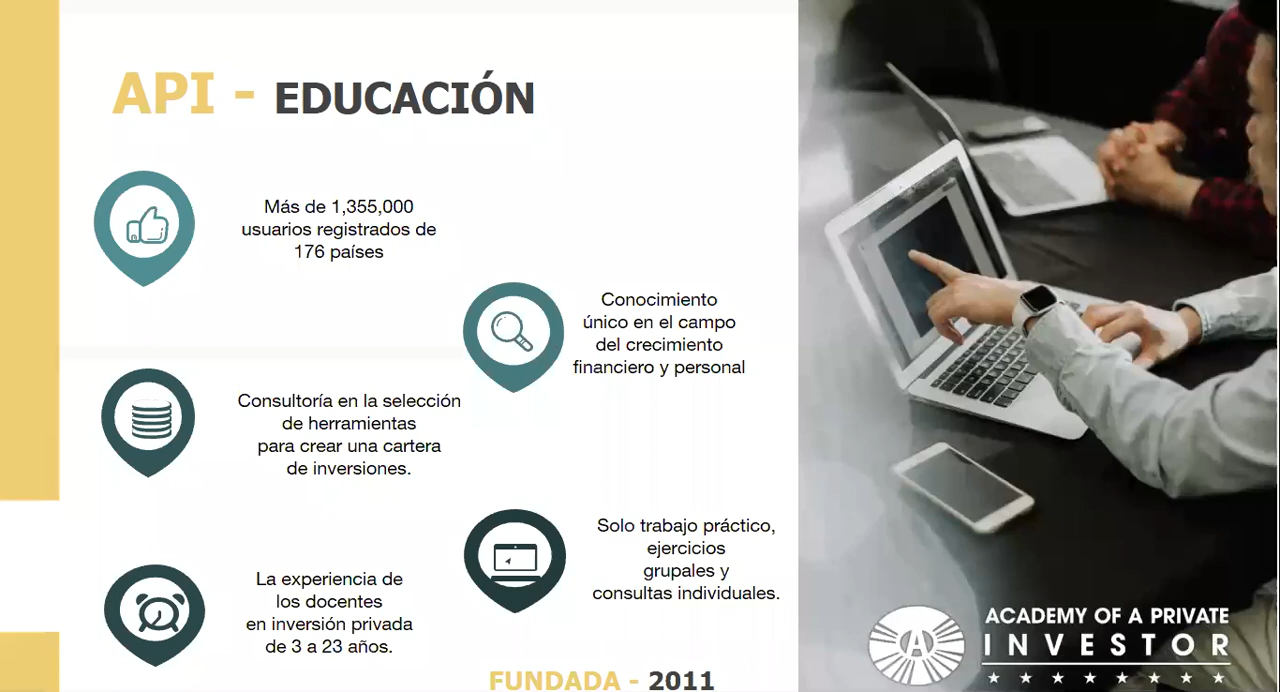 API - EDUCACIÓN
Más de 1,355,000
usuarios registrados de
176 países
Conocimiento
único en el campo
del crecimiento
financiero y personal
Consultoría en la selección
de herramientas
para crear una cartera
de inversiones.
Solo trabajo práctico,
ejercicios
grupales y
consultas individuales.
La experiencia de
los docentes
en inversión privada
de 3 a 23 años.
FUNDADA - 2011
A
ACADEMY OF A PRIVATE
INVESTOR